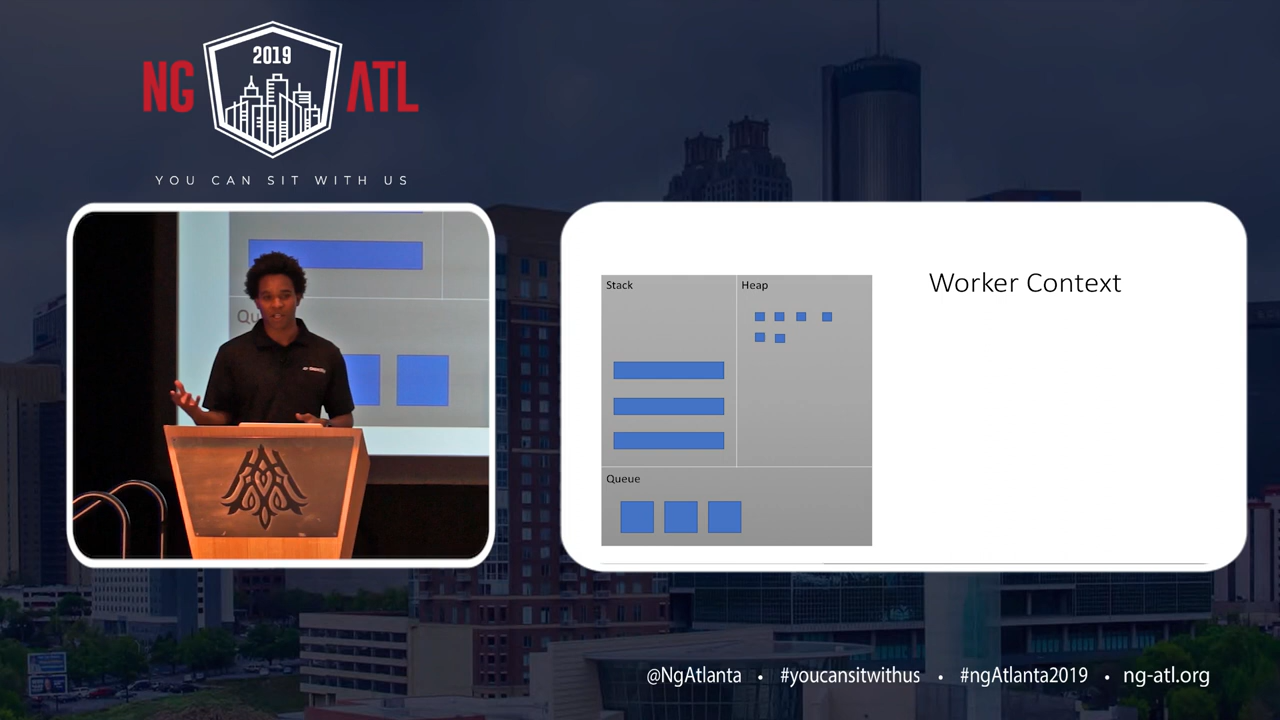 2019
NG ATL
YOU CAN SIT WITH US
Stack
Heap
Worker Context
Queue
Qu
@NgAtlanta • #youcansitwithus • #ngAtlanta2019 • ng-atl.org